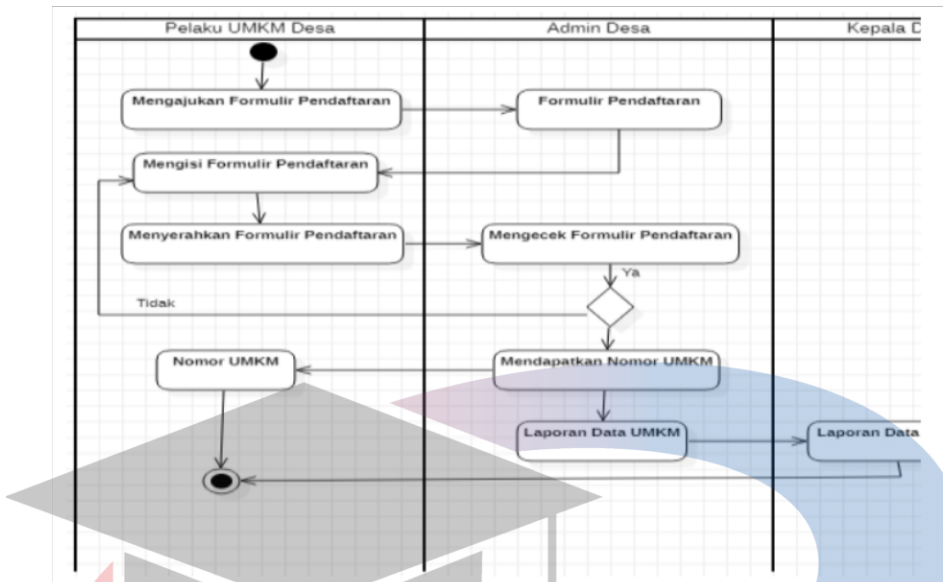 Pelaku UMKM Desa
Admin Desa
Kepala
Mengajukan Formulir Pendaftaran
Formulir Pendaftaran
Mengisi Formulir Pendaftaran
Menyerahkan Formulir Pendaftaran
Mengecek Formulir Pendaftaran
Ya
Tidak
Nomor UMKM
Mendapatkan Nomor UMKM
Laporan Data UMKM
Laporan Data